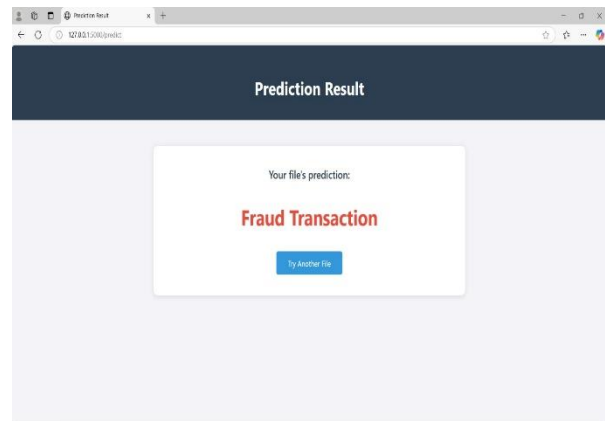 Prediction Result
127.0.0.1:5000/predict
Prediction Result
Your file's prediction:
Fraud Transaction
Try Another File